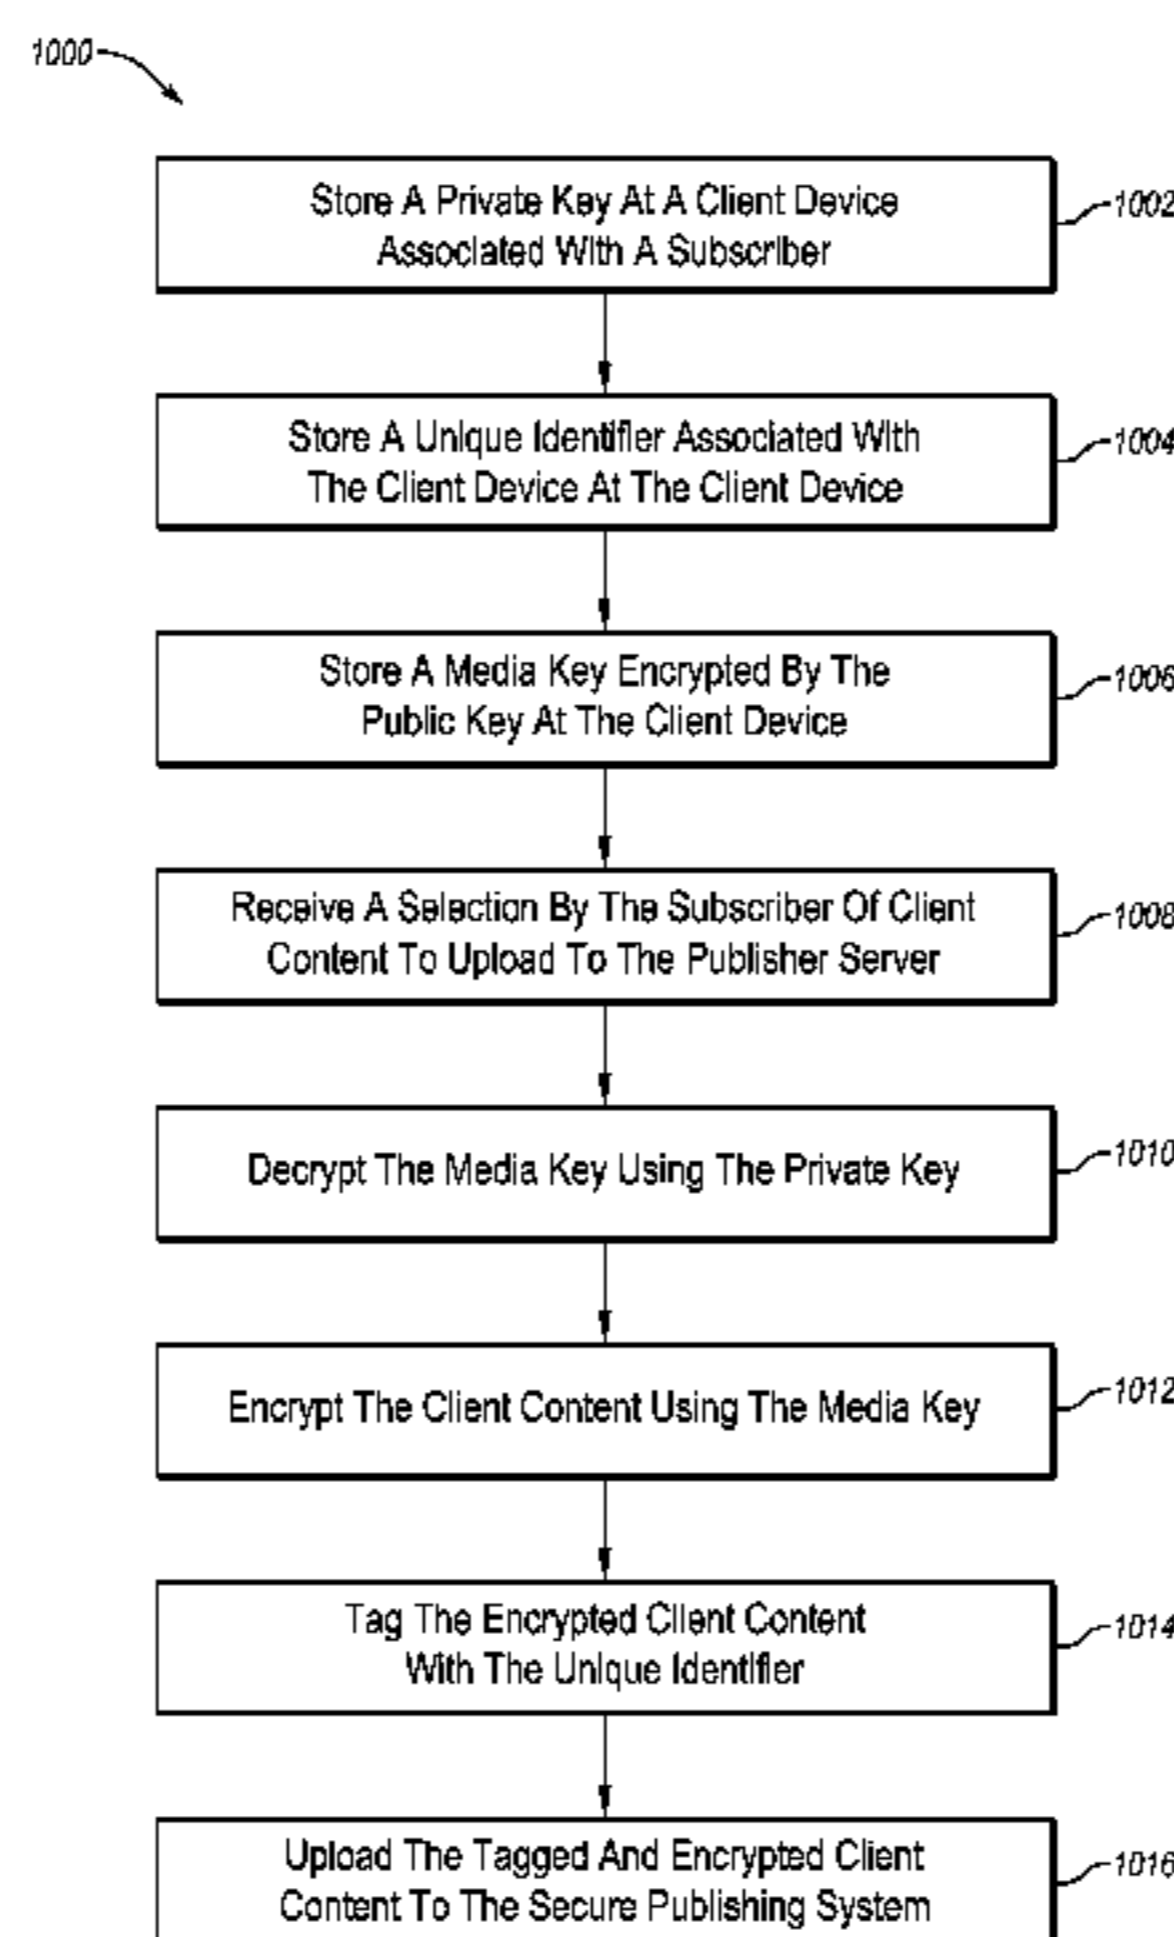 1000
Store A Private Key At A Client Device
Associated With A Subscriber
1002
Store A Unique Identifier Associated With
The Client Device At The Client Device
1004
Store A Media Key Encrypted By The
Public Key At The Client Device
1006
Receive A Selection By The Subscriber Of Client
Content To Upload To The Publisher Server
1008
Decrypt The Media Key Using The Private Key
1010
Encrypt The Client Content Using The Media Key
1012
Tag The Encrypted Client Content
With The Unique Identifier
1014
Upload The Tagged And Encrypted Client
Content To The Secure Publishing System
1016